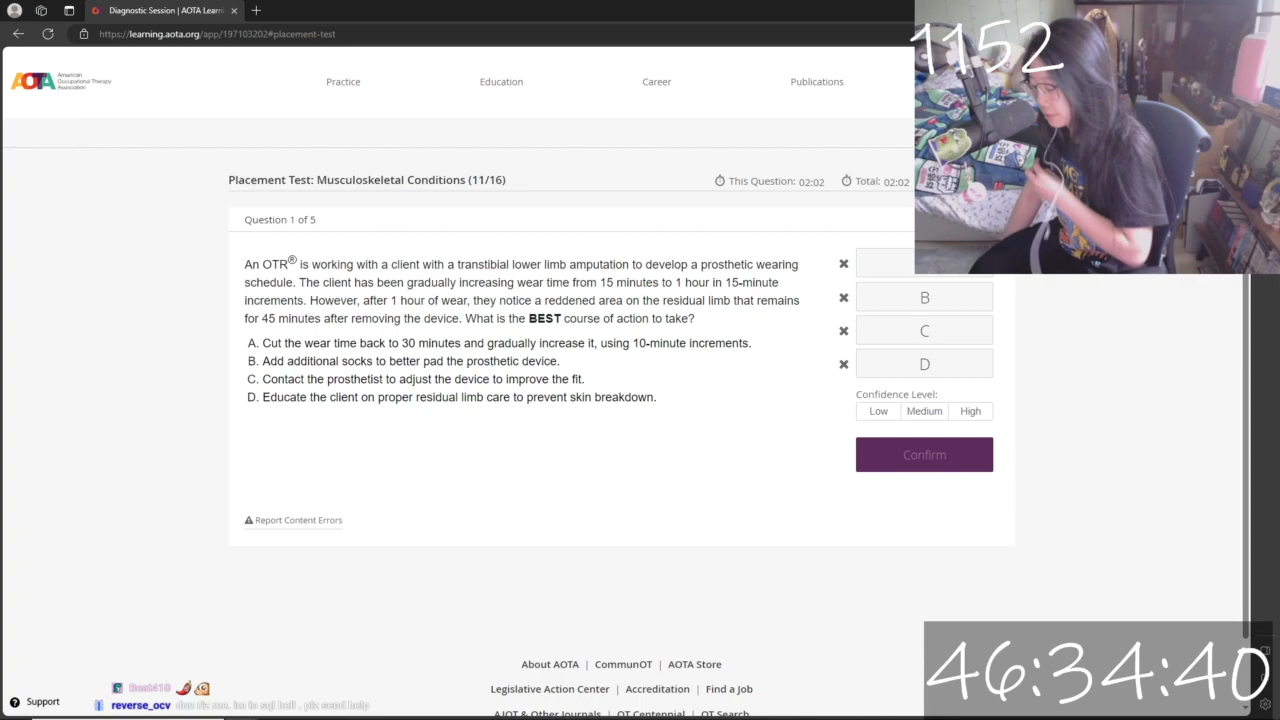 Diagnostic Session | AOTA Learn
https://learning.aota.org/app/197103202#placement-test
1152
AOTA American Occupational Therapy Association
Practice
Education
Career
Publications
Placement Test: Musculoskeletal Conditions (11/16)
This Question: 02:02
Total: 02:02
Question 1 of 5
An OTR® is working with a client with a transtibial lower limb amputation to develop a prosthetic wearing
schedule. The client has been gradually increasing wear time from 15 minutes to 1 hour in 15-minute
increments. However, after 1 hour of wear, they notice a reddened area on the residual limb that remains
for 45 minutes after removing the device. What is the BEST course of action to take?
A. Cut the wear time back to 30 minutes and gradually increase it, using 10-minute increments.
B. Add additional socks to better pad the prosthetic device.
C. Contact the prosthetist to adjust the device to improve the fit.
D. Educate the client on proper residual limb care to prevent skin breakdown.
B
C
D
Confidence Level:
Low Medium High
Confirm
Report Content Errors
About AOTA | CommunOT | AOTA Store
Legislative Action Center | Accreditation | Find a Job
AJOT & Other Journals | OT Centennial | OT Search
Support
reverse_ocv
46:34:40